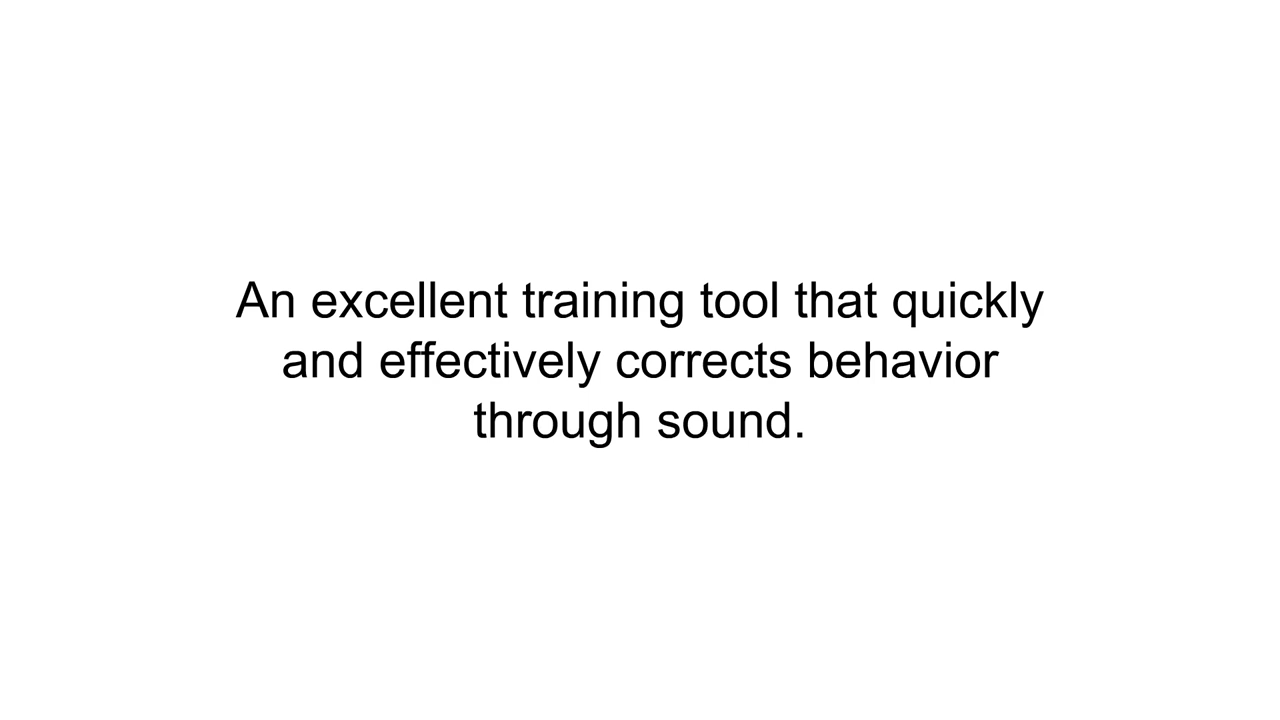 An excellent training tool that quickly
and effectively corrects behavior
through sound.